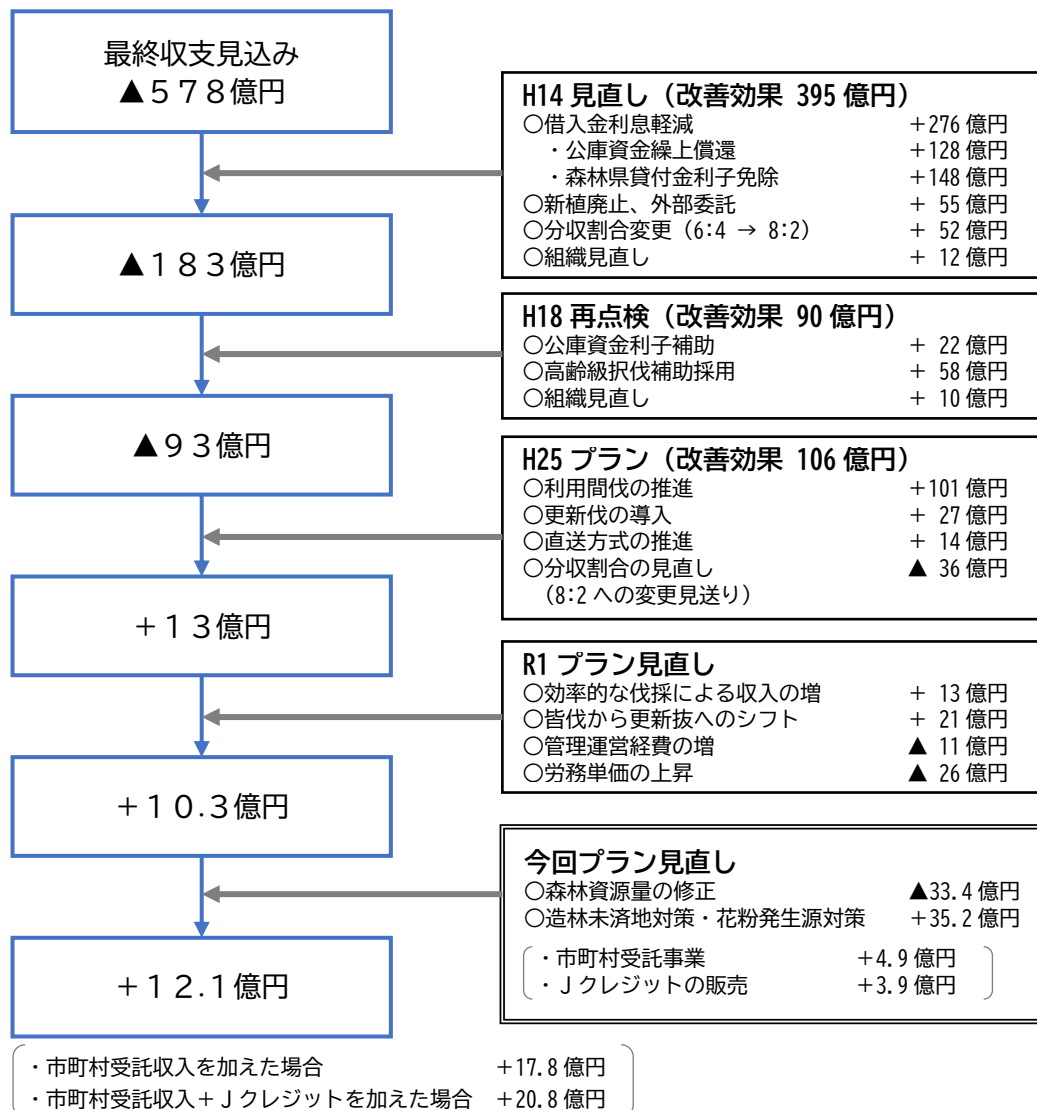 最終収支見込み
▲578億円
H14 見直し（改善効果 395 億円）
○借入金利息軽減 ＋276 億円
・公庫資金繰上償還 ＋128 億円
・森林県貸付金利子免除 ＋148 億円
○新植廃止、外部委託 ＋ 55 億円
○分収割合変更（6:4 → 8:2） ＋ 52 億円
○組織見直し ＋ 12 億円
▲183億円
H18 再点検（改善効果 90 億円）
○公庫資金利子補助 ＋ 22 億円
○高齢級択伐補助採用 ＋ 58 億円
○組織見直し ＋ 10 億円
▲93億円
H25 プラン（改善効果 106 億円）
○利用間伐の推進 ＋101 億円
○更新伐の導入 ＋ 27 億円
○直送方式の推進 ＋ 14 億円
○分収割合の見直し ▲ 36 億円
（8:2 への変更見送り）
＋13億円
R1 プラン見直し
○効率的な伐採による収入の増 ＋ 13 億円
○皆伐から更新抜へのシフト ＋ 21 億円
○管理運営経費の増 ▲ 11 億円
○労務単価の上昇 ▲ 26 億円
＋10.3億円
今回プラン見直し
○森林資源量の修正 ▲33.4 億円
○造林未済地対策・花粉発生源対策 ＋35.2 億円
・市町村受託事業 ＋4.9 億円
・Ｊクレジットの販売 ＋3.9 億円
＋12.1億円
・市町村受託収入を加えた場合 ＋17.8 億円
・市町村受託収入＋Ｊクレジットを加えた場合 ＋20.8 億円